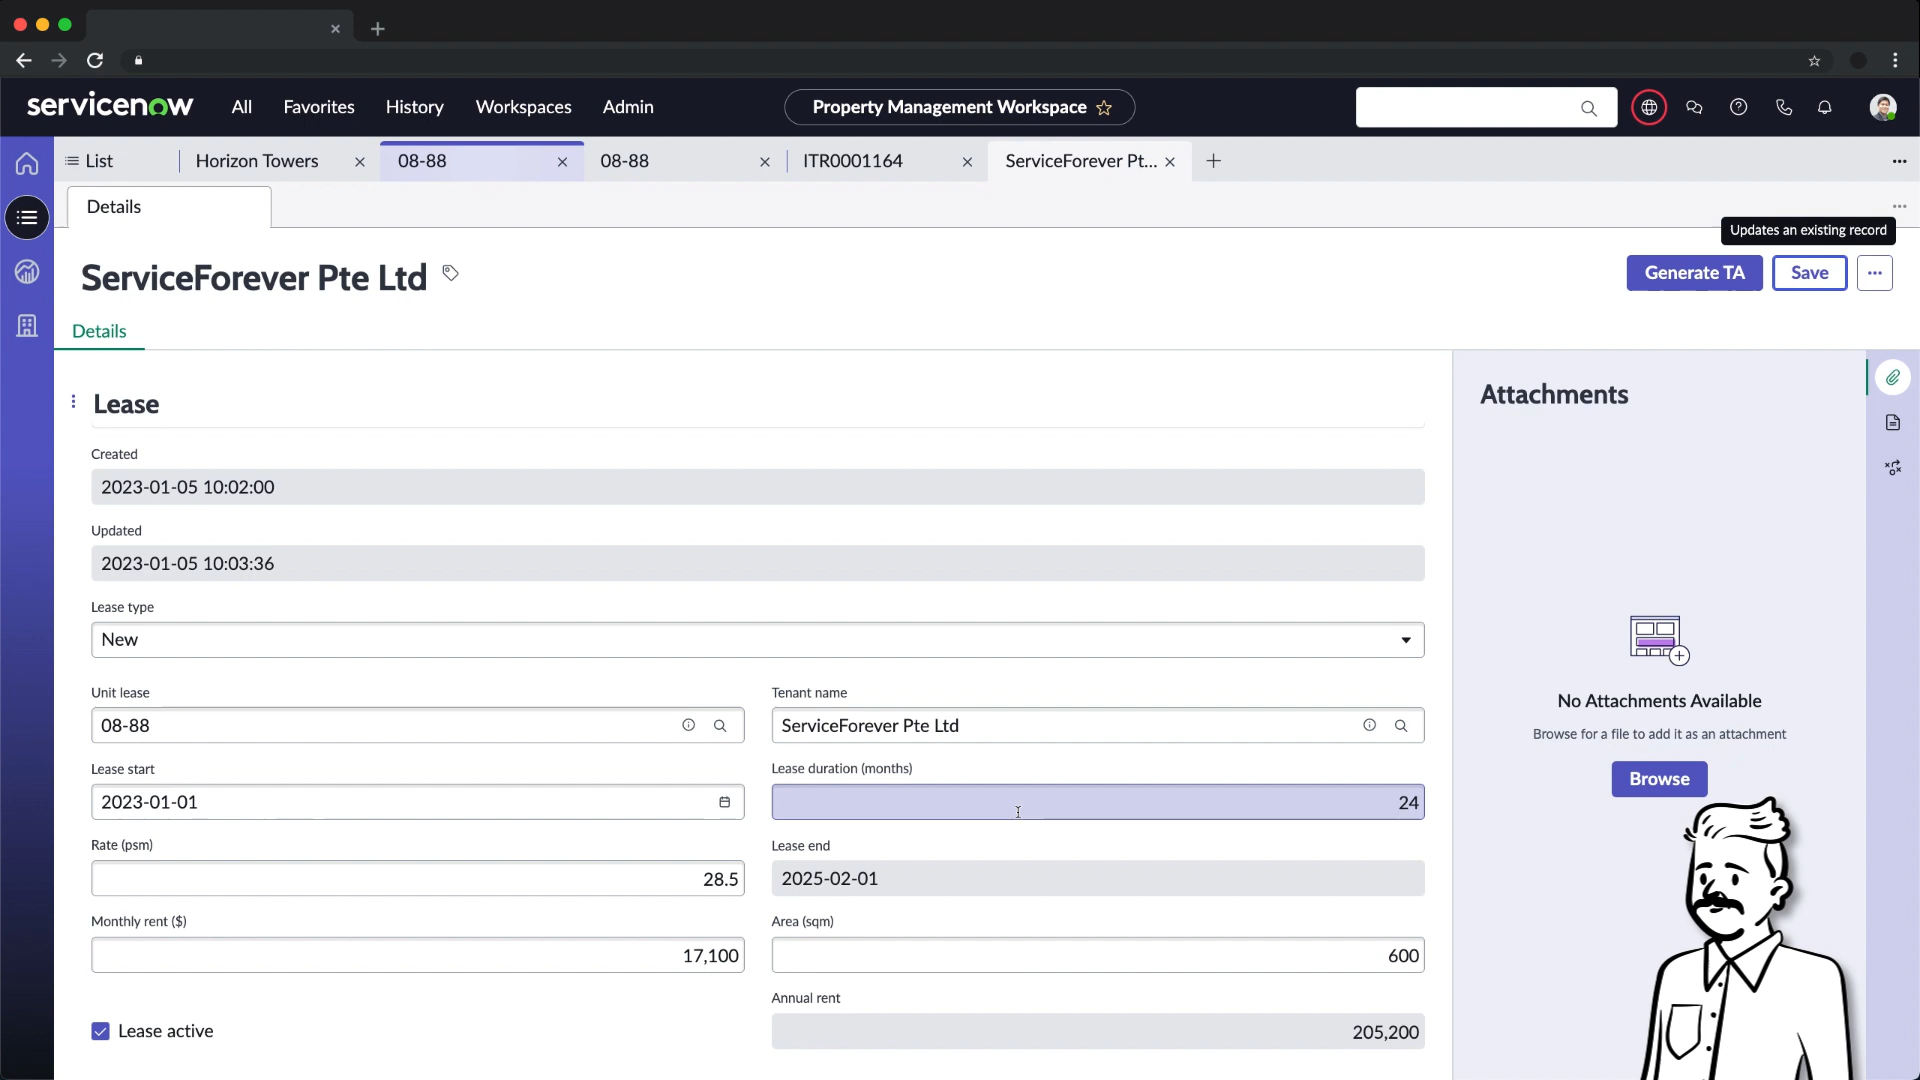 servicenow All Favorites History Workspaces Admin Property Management Workspace
List Horizon Towers 08-88 08-88 ITR0001164 ServiceForever Pt...
Details
Updates an existing record
ServiceForever Pte Ltd Generate TA Save
Details
Lease
Attachments
Created
2023-01-05 10:02:00
Updated
2023-01-05 10:03:36
Lease type
New
Unit lease Tenant name
08-88 ServiceForever Pte Ltd
No Attachments Available
Browse for a file to add it as an attachment
Browse
Lease start Lease duration (months)
2023-01-01 24
Rate (psm) Lease end
28.5 2025-02-01
Monthly rent ($) Area (sqm)
17,100 600
Annual rent
Lease active 205,200